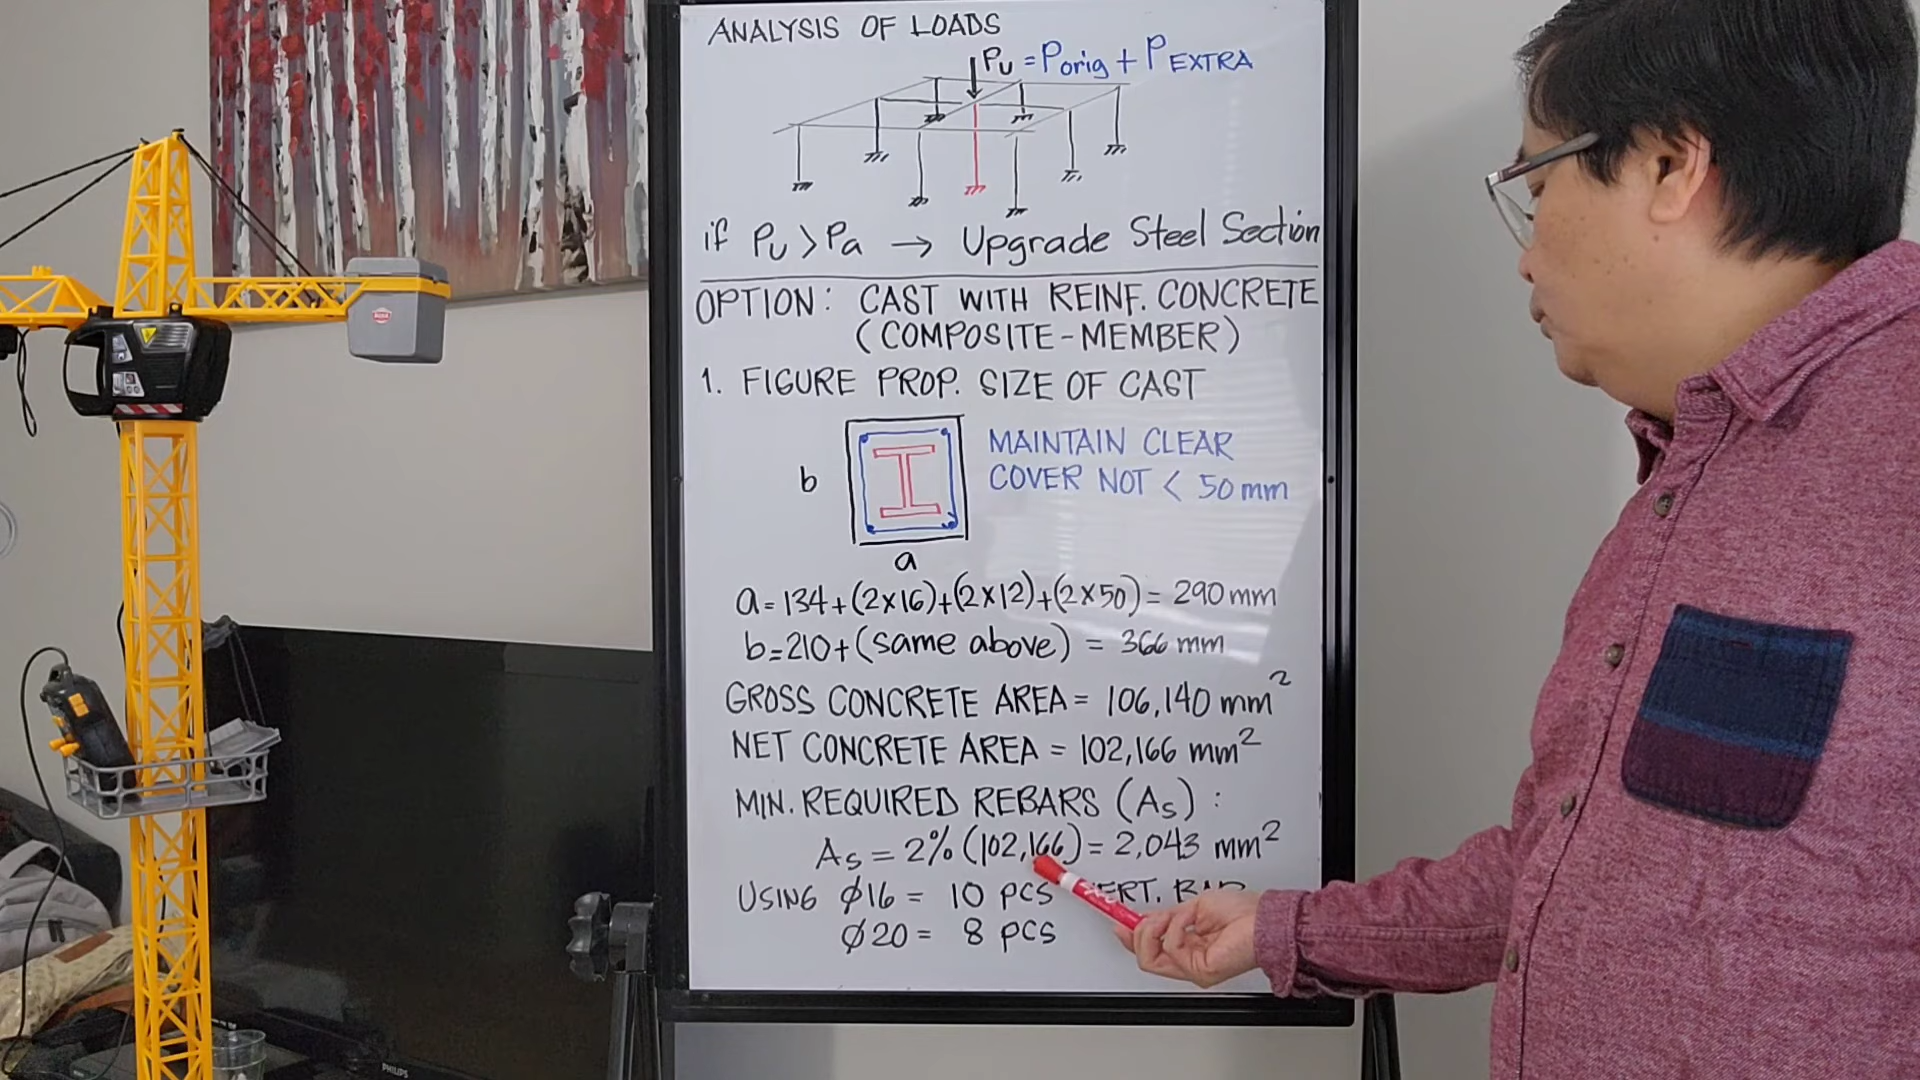 ANALYSIS OF LOADS
Pu = Porig + P EXTRA
if Pu > Pa → Upgrade Steel Section
OPTION: CAST WITH REINF. CONCRETE
(COMPOSITE-MEMBER)
1. FIGURE PROP. SIZE OF CAST
MAINTAIN CLEAR
COVER NOT < 50 mm
b
a
a = 134 + (2x16) + (2x12) + (2x50) = 290 mm
b = 210 + (same above) = 366 mm
GROSS CONCRETE AREA = 106,140 mm²
NET CONCRETE AREA = 102,166 mm²
MIN. REQUIRED REBARS (As) :
As = 2% (102,166) = 2,043 mm²
USING ø16 = 10 pcs
ø20 = 8 pcs
PHILIPS